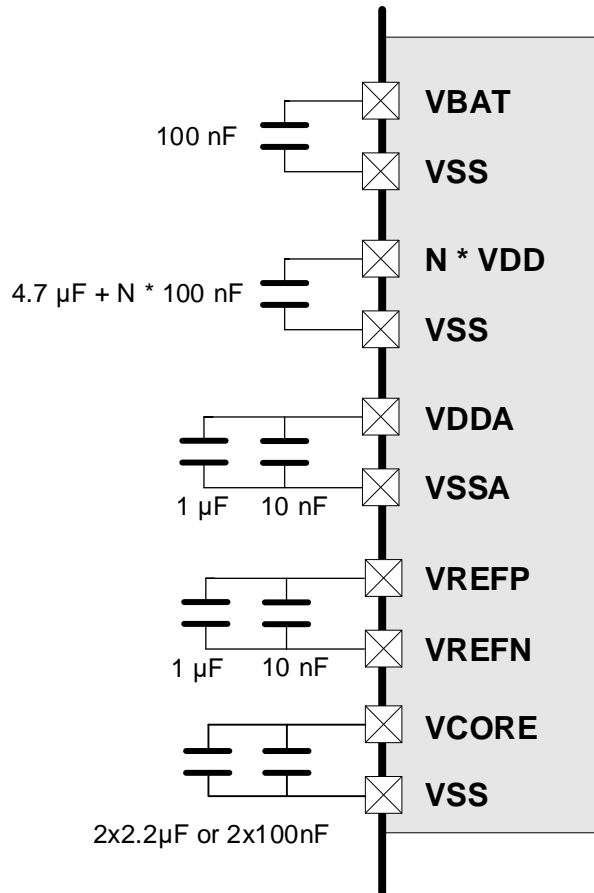 VBAT
100 nF
VSS
N * VDD
4.7 µF + N * 100 nF
VSS
VDDA
VSSA
1 µF 10 nF
VREFP
VREFN
1 µF 10 nF
VCORE
VSS
2x2.2µF or 2x100nF